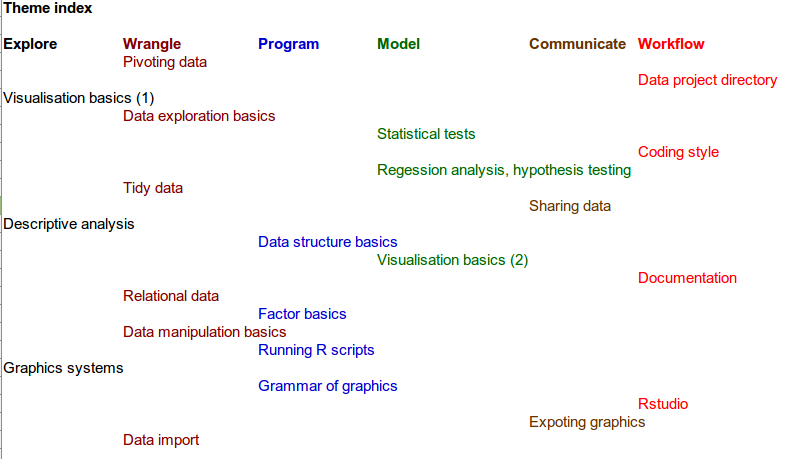 Theme index
Explore Wrangle Program Model Communicate Workflow
Pivoting data
Data project directory
Visualisation basics (1)
Data exploration basics
Statistical tests
Coding style
Regression analysis, hypothesis testing
Tidy data
Sharing data
Descriptive analysis
Data structure basics
Visualisation basics (2)
Documentation
Relational data
Factor basics
Data manipulation basics
Running R scripts
Graphics systems
Grammar of graphics
Rstudio
Expoting graphics
Data import